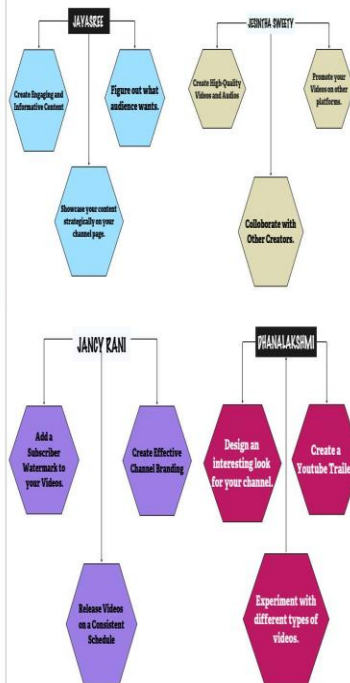 JAYASREE
Create Engaging and
Informative Content
Figure out what
audience wants.
Showcase your content
strategically on your
channel page.
JESINTHA SWEETY
Create High-Quality
Videos and Audios
Promote your
Videos on other
platforms.
Colloborate with
Other Creators.
JANCY RANI
Add a
Subscriber
Watermark to
your Videos.
Create Effective
Channel Branding
Release Videos
on a Consistent
Schedule
DHANALAKSHMI
Design an
interesting look
for your channel.
Create a
Youtube Traile
Experiment with
different types of
videos.